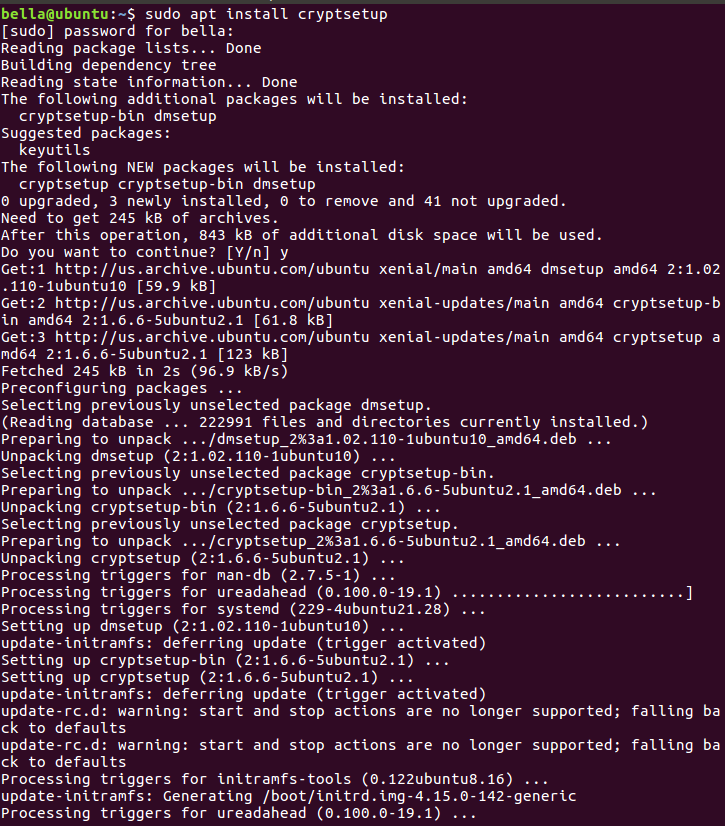 bella@ubuntu:~$ sudo apt install cryptsetup
[sudo] password for bella:
Reading package lists... Done
Building dependency tree
Reading state information... Done
The following additional packages will be installed:
  cryptsetup-bin dmsetup
Suggested packages:
  keyutils
The following NEW packages will be installed:
  cryptsetup cryptsetup-bin dmsetup
0 upgraded, 3 newly installed, 0 to remove and 41 not upgraded.
Need to get 245 kB of archives.
After this operation, 843 kB of additional disk space will be used.
Do you want to continue? [Y/n] y
Get:1 http://us.archive.ubuntu.com/ubuntu xenial/main amd64 dmsetup amd64 2:1.02
.110-1ubuntu10 [59.9 kB]
Get:2 http://us.archive.ubuntu.com/ubuntu xenial-updates/main amd64 cryptsetup-b
in amd64 2:1.6.6-5ubuntu2.1 [61.8 kB]
Get:3 http://us.archive.ubuntu.com/ubuntu xenial-updates/main amd64 cryptsetup a
md64 2:1.6.6-5ubuntu2.1 [123 kB]
Fetched 245 kB in 2s (96.9 kB/s)
Preconfiguring packages ...
Selecting previously unselected package dmsetup.
(Reading database ... 222991 files and directories currently installed.)
Preparing to unpack .../dmsetup_2%3a1.02.110-1ubuntu10_amd64.deb ...
Unpacking dmsetup (2:1.02.110-1ubuntu10) ...
Selecting previously unselected package cryptsetup-bin.
Preparing to unpack .../cryptsetup-bin_2%3a1.6.6-5ubuntu2.1_amd64.deb ...
Unpacking cryptsetup-bin (2:1.6.6-5ubuntu2.1) ...
Selecting previously unselected package cryptsetup.
Preparing to unpack .../cryptsetup_2%3a1.6.6-5ubuntu2.1_amd64.deb ...
Unpacking cryptsetup (2:1.6.6-5ubuntu2.1) ...
Processing triggers for man-db (2.7.5-1) ...
Processing triggers for ureadahead (0.100.0-19.1) ..........................]
Processing triggers for systemd (229-4ubuntu21.28) ...
Setting up dmsetup (2:1.02.110-1ubuntu10) ...
update-initramfs: deferring update (trigger activated)
Setting up cryptsetup-bin (2:1.6.6-5ubuntu2.1) ...
Setting up cryptsetup (2:1.6.6-5ubuntu2.1) ...
update-initramfs: deferring update (trigger activated)
update-rc.d: warning: start and stop actions are no longer supported; falling ba
ck to defaults
update-rc.d: warning: start and stop actions are no longer supported; falling ba
ck to defaults
Processing triggers for initramfs-tools (0.122ubuntu8.16) ...
update-initramfs: Generating /boot/initrd.img-4.15.0-142-generic
Processing triggers for ureadahead (0.100.0-19.1) ...